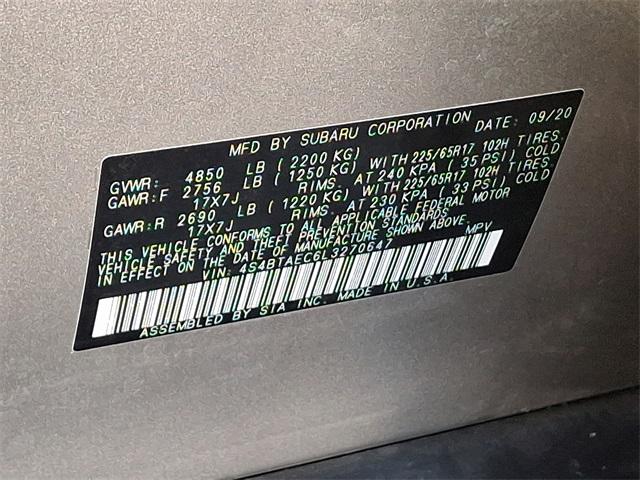 MFD BY SUBARU CORPORATION DATE: 09/20
GVWR: 4850 LB (2200 KG)
GAWR:F 2756 LB (1250 KG) WITH 225/65R17 102H TIRES.
17X7J RIMS. AT 240 KPA (35 PSI) COLD
GAWR:R 2690 LB (1220 KG) WITH 225/65R17 102H TIRES.
17X7J RIMS. AT 230 KPA (33 PSI) COLD
THIS VEHICLE CONFORMS TO ALL APPLICABLE FEDERAL MOTOR
VEHICLE SAFETY AND THEFT PREVENTION STANDARDS
IN EFFECT ON THE DATE OF MANUFACTURE SHOWN ABOVE.
VIN: 4S4BTAEC6L3270647 MPV
ASSEMBLED BY SIA INC. MADE IN U.S.A.